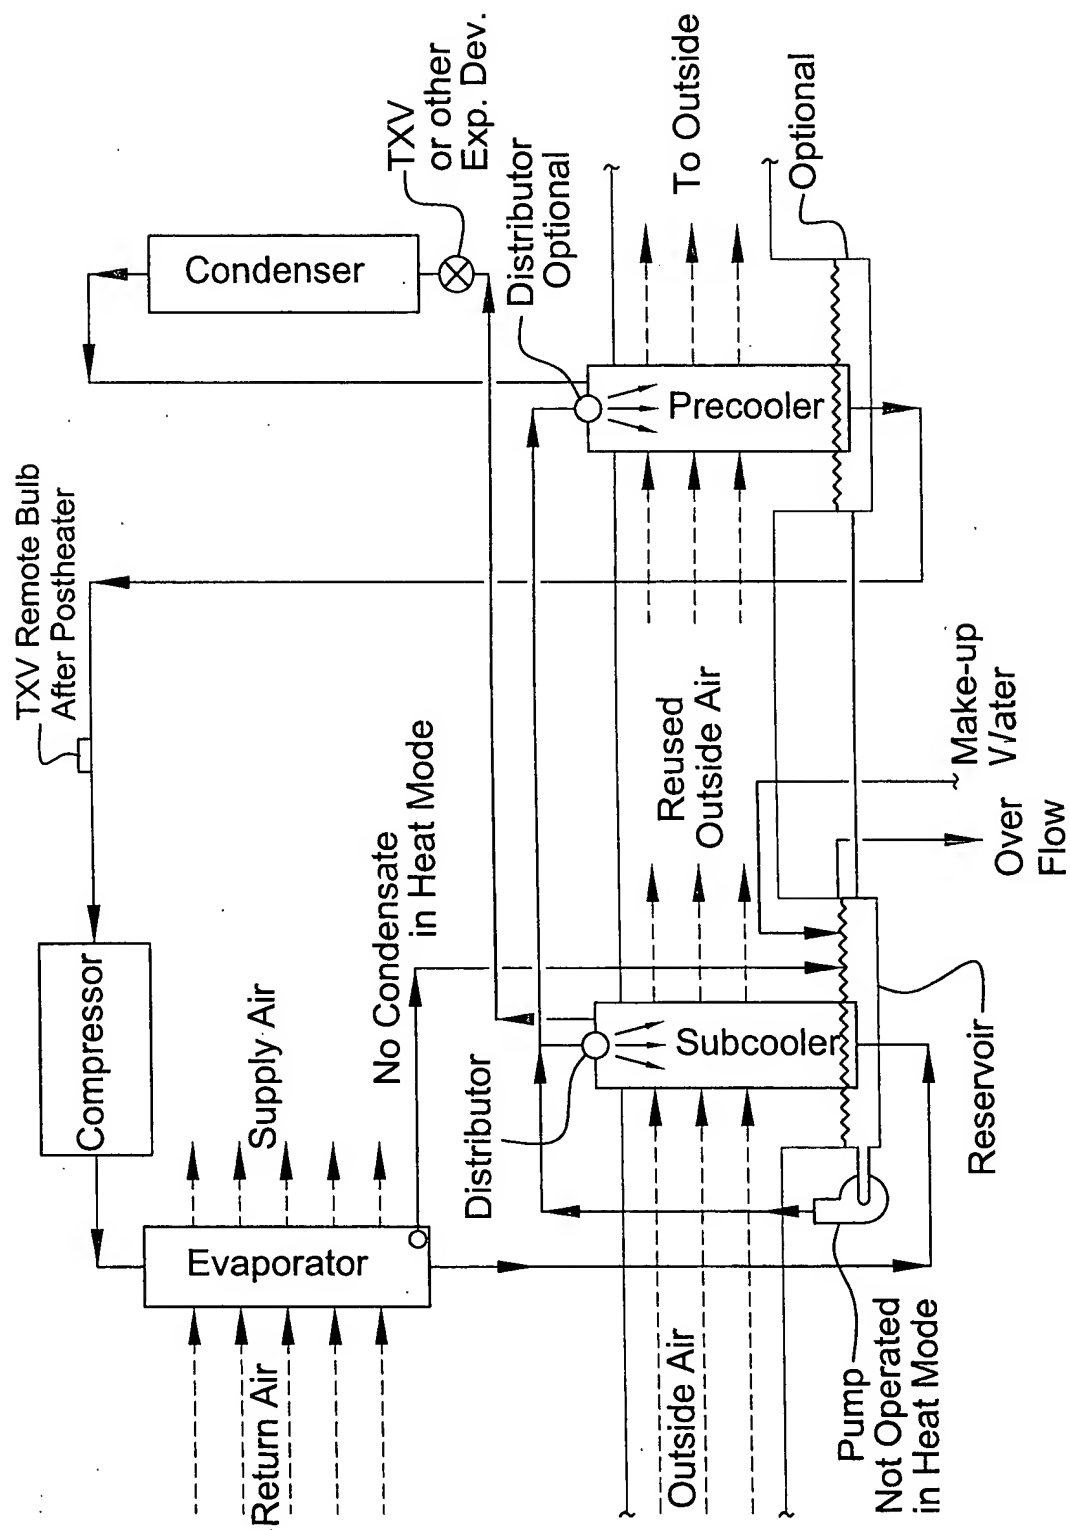 TXV Remote Bulb
After Postheater
Condenser
TXV
or other
Exp. Dev.
Compressor
Distributor
Optional
To Outside
Supply Air
No Condensate
in Heat Mode
Precooler
Optional
Evaporator
Distributor
Reused
Outside Air
Subcooler
Return Air
Outside Air
Make-up
Water
Over
Flow
Reservoir
Pump
Not Operated
in Heat Mode